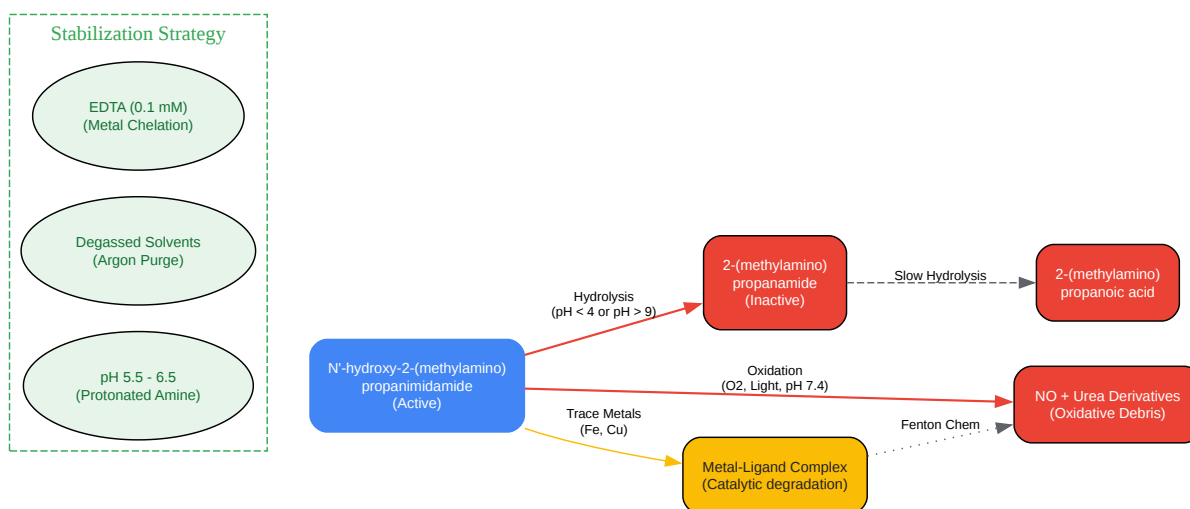 Stabilization Strategy
EDTA (0.1 mM)
(Metal Chelation)
Degassed Solvents
(Argon Purge)
pH 5.5 - 6.5
(Protonated Amine)
N'-hydroxy-2-(methylamino)
propanimidamide
(Active)
Hydrolysis
(pH < 4 or pH > 9)
2-(methylamino)
propanamide
(Inactive)
Slow Hydrolysis
2-(methylamino)
propanoic acid
Oxidation
(O2, Light, pH 7.4)
NO + Urea Derivatives
(Oxidative Debris)
Trace Metals
(Fe, Cu)
Metal-Ligand Complex
(Catalytic degradation)
Fenton Chem